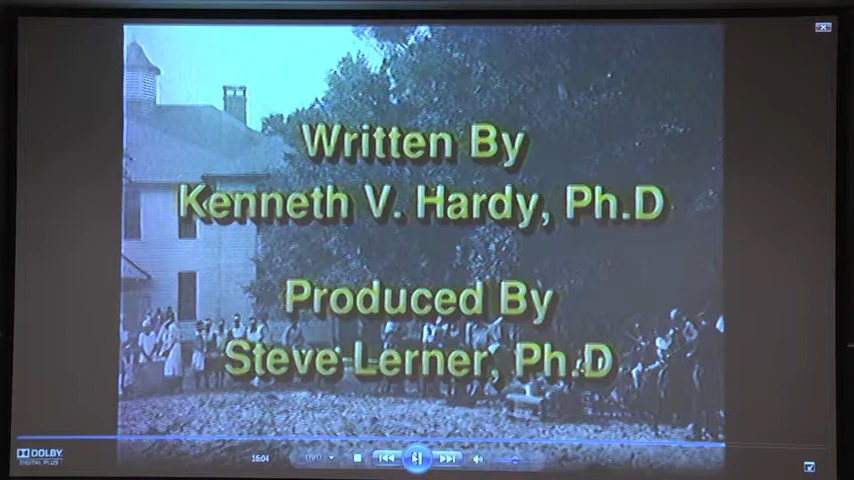 Written By
Kenneth V. Hardy, Ph.D
Produced By
Steve Lerner, Ph.D
DOLBY
DIGITAL PLUS
16:04
DVD